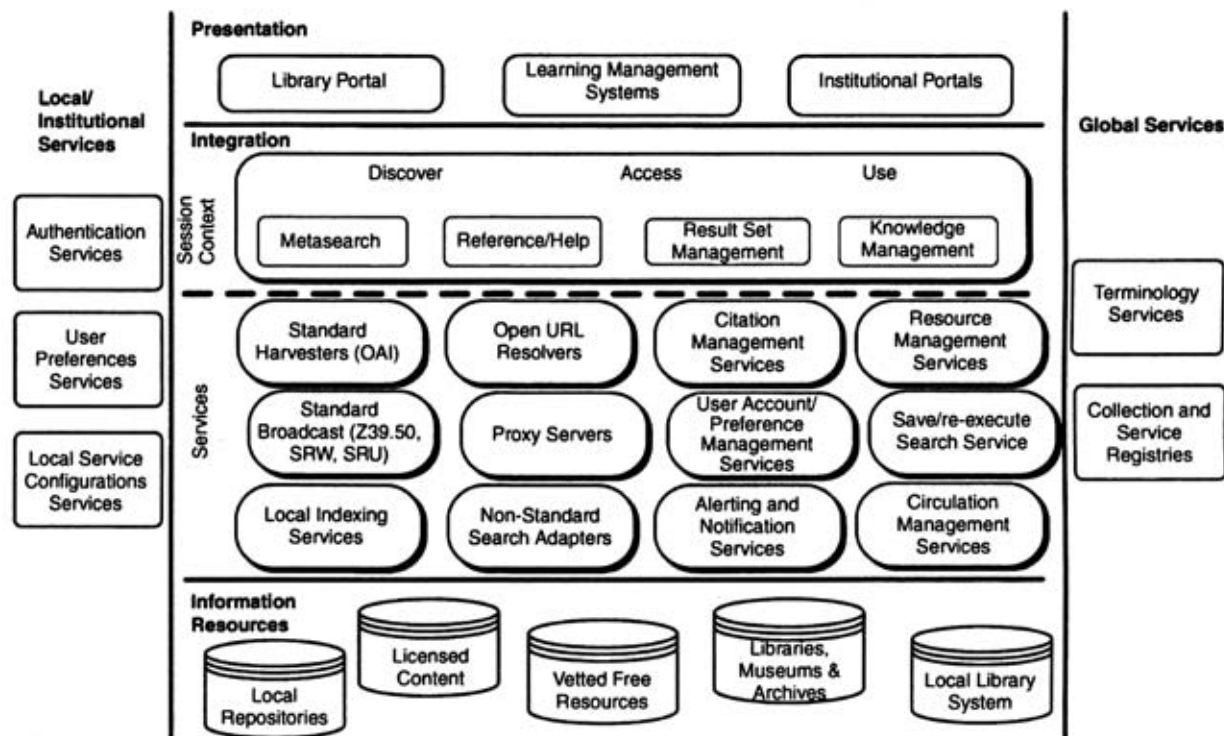 Presentation
Library Portal
Learning Management
Systems
Institutional Portals
Local/
Institutional
Services
Global Services
Integration
Discover
Access
Use
Session
Context
Metasearch
Reference/Help
Result Set
Management
Knowledge
Management
Authentication
Services
User
Preferences
Services
Local Service
Configurations
Services
Terminology
Services
Collection and
Service
Registries
Services
Standard
Harvesters (OAI)
Open URL
Resolvers
Citation
Management
Services
Resource
Management
Services
Standard
Broadcast (Z39.50,
SRW, SRU)
Proxy Servers
User Account/
Preference
Management
Services
Save/re-execute
Search Service
Local Indexing
Services
Non-Standard
Search Adapters
Alerting and
Notification
Services
Circulation
Management
Services
Information
Resources
Local
Repositories
Licensed
Content
Vetted Free
Resources
Libraries,
Museums &
Archives
Local Library
System